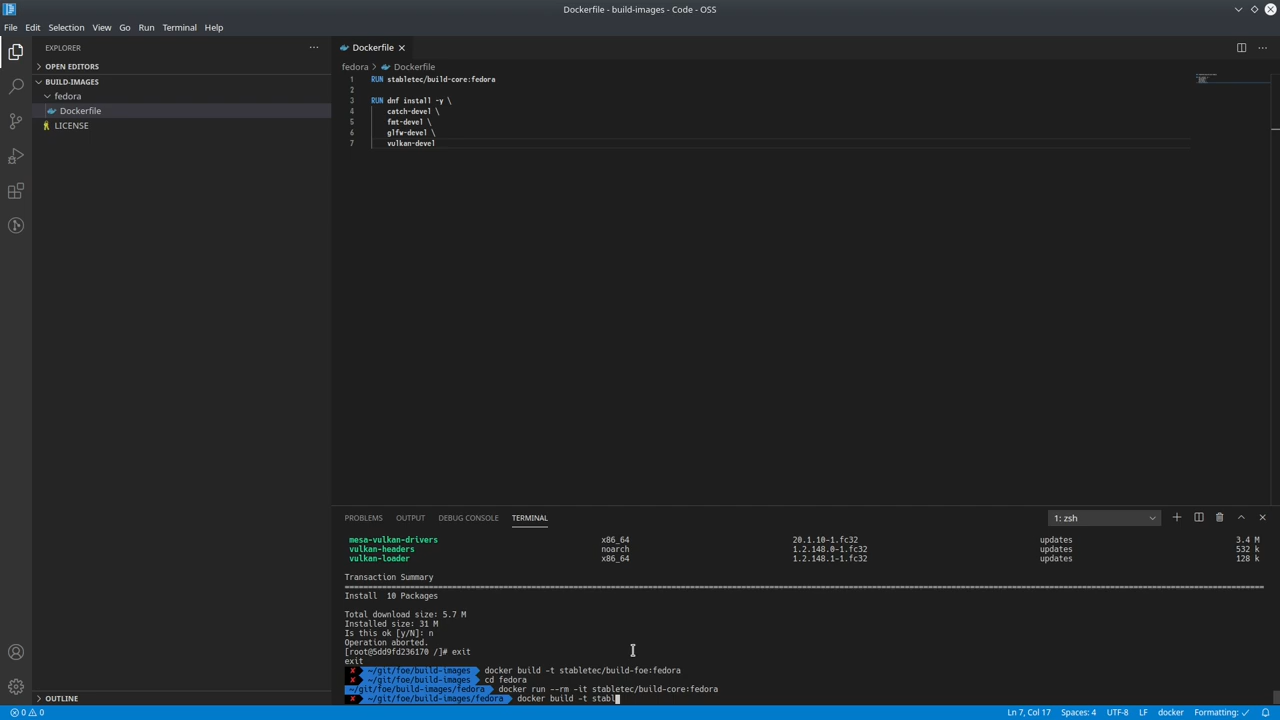 Dockerfile - build-images - Code - OSS
File Edit Selection View Go Run Terminal Help
EXPLORER
OPEN EDITORS
BUILD-IMAGES
fedora
Dockerfile
LICENSE
OUTLINE
Dockerfile
fedora > Dockerfile
1 RUN stabletec/build-core:fedora
2
3 RUN dnf install -y \
4 catch-devel \
5 fmt-devel \
6 glfw-devel \
7 vulkan-devel
PROBLEMS OUTPUT DEBUG CONSOLE TERMINAL 1: zsh
mesa-vulkan-drivers x86_64 20.1.10-1.fc32 updates 3.4 M
vulkan-headers noarch 1.2.148.0-1.fc32 updates 532 k
vulkan-loader x86_64 1.2.148.1-1.fc32 updates 128 k
Transaction Summary
Install 10 Packages
Total download size: 5.7 M
Installed size: 31 M
Is this ok [y/N]: n
Operation aborted.
[root@5dd9fd236170 /]# exit
exit
✘ ~/git/foe/build-images docker build -t stabletec/build-foe:fedora
✘ ~/git/foe/build-images cd fedora
~/git/foe/build-images/fedora docker run --rm -it stabletec/build-core:fedora
✘ ~/git/foe/build-images/fedora docker build -t stabl
0 0 Ln 7, Col 17 Spaces: 4 UTF-8 LF docker Formatting: ✓